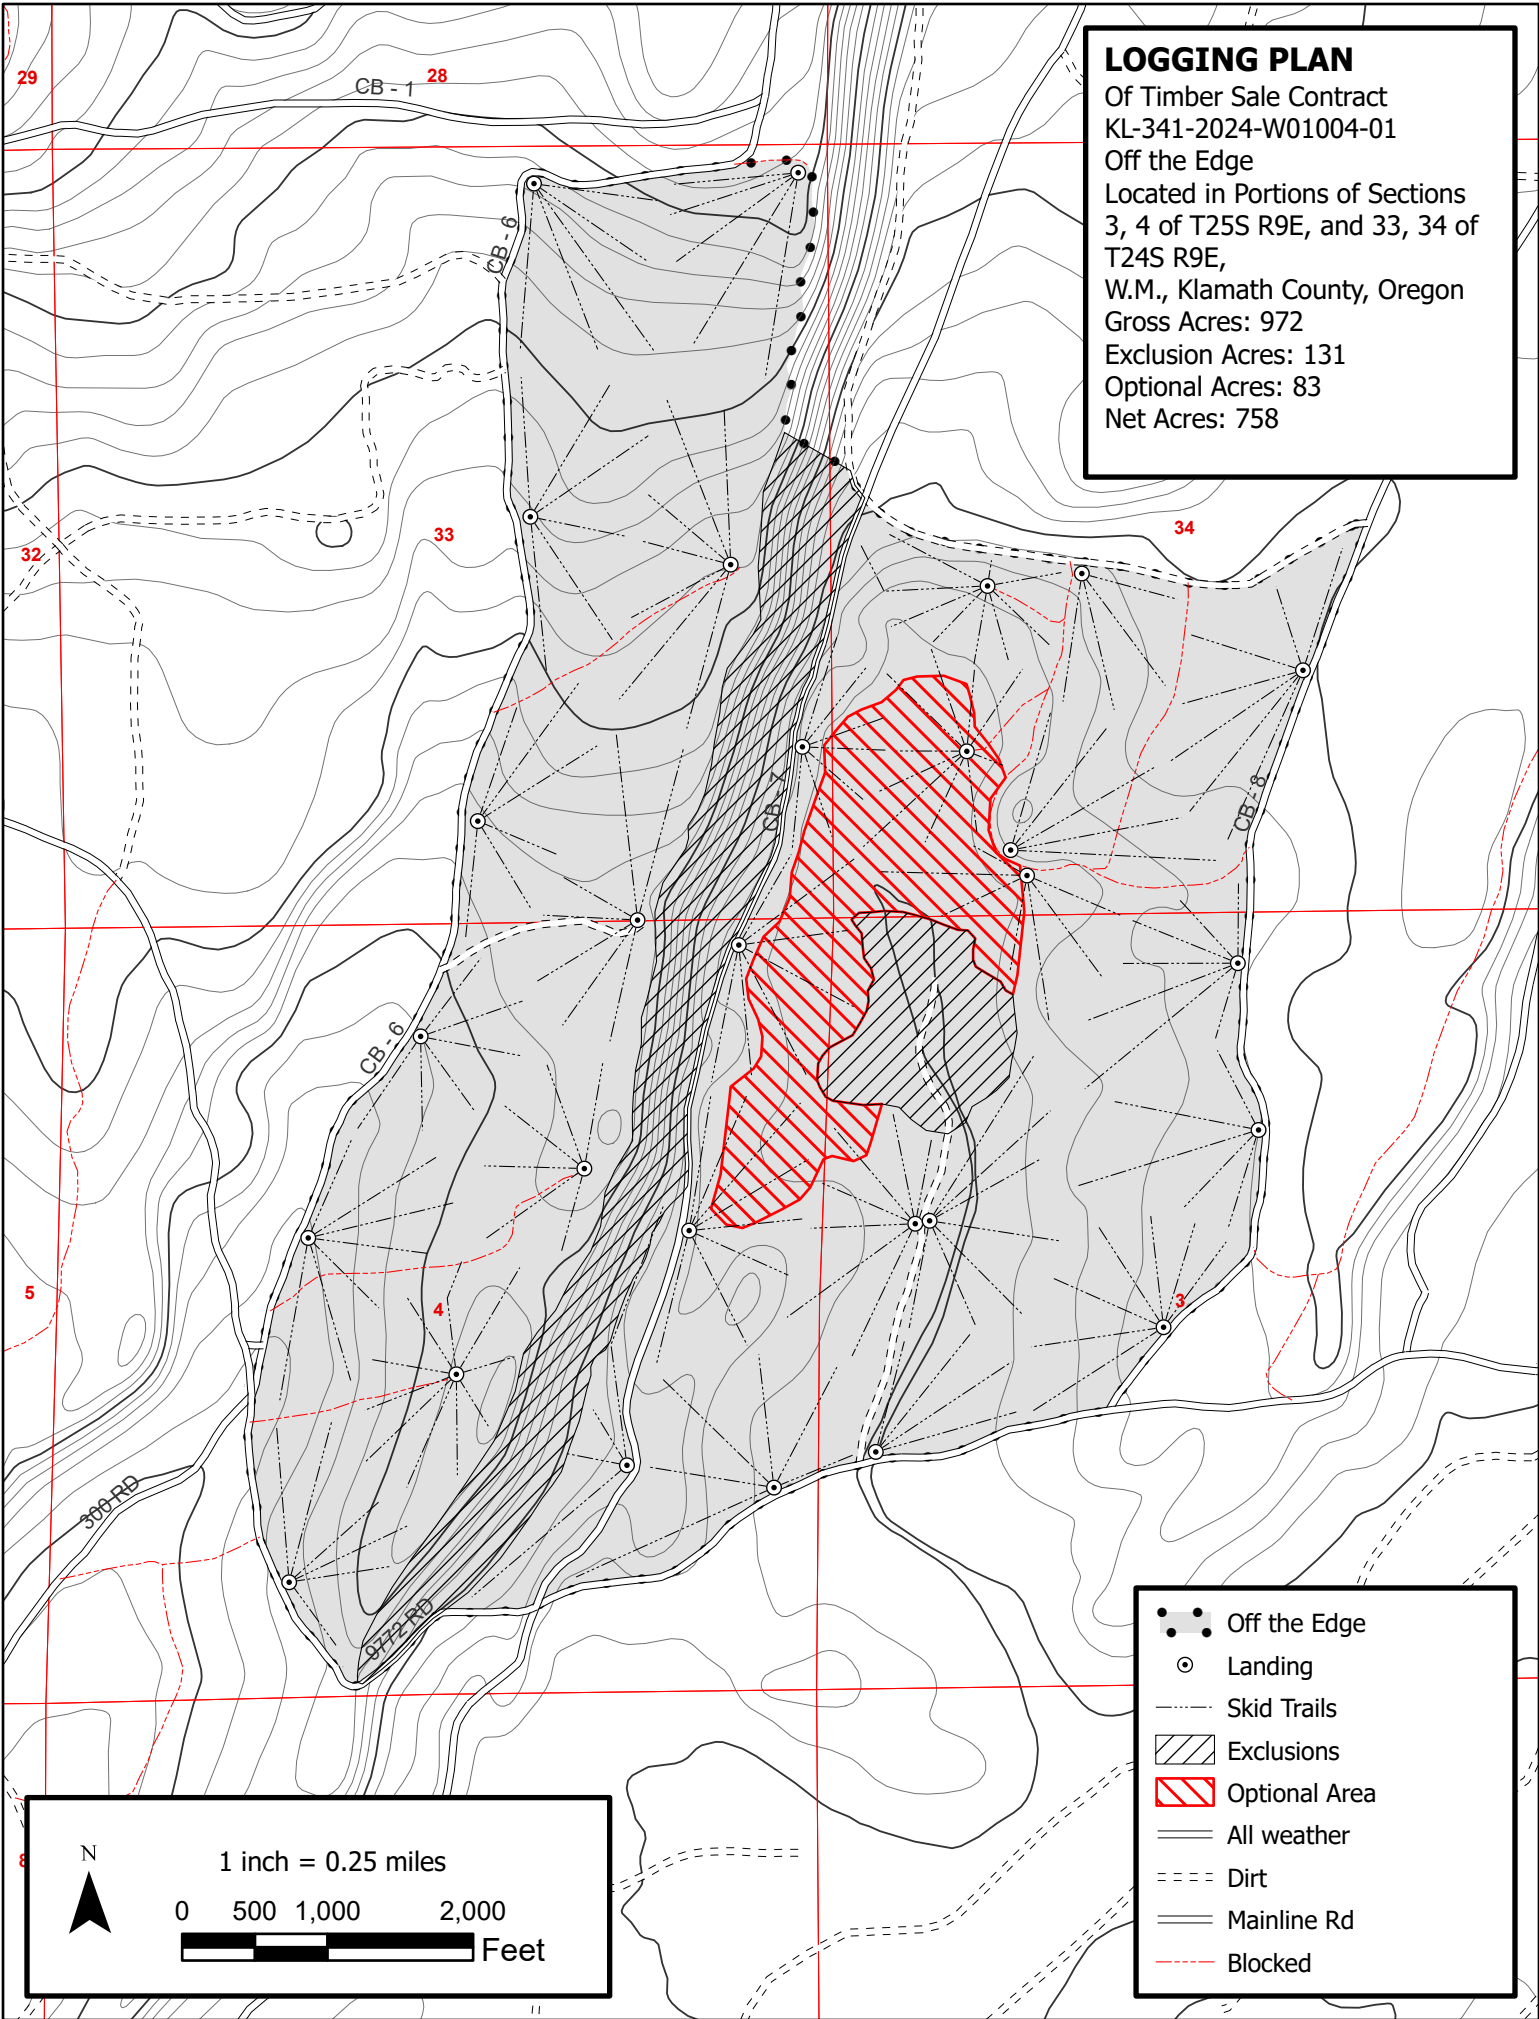 LOGGING PLAN
Of Timber Sale Contract
KL-341-2024-W01004-01
Off the Edge
Located in Portions of Sections
3, 4 of T25S R9E, and 33, 34 of
T24S R9E,
W.M., Klamath County, Oregon
Gross Acres: 972
Exclusion Acres: 131
Optional Acres: 83
Net Acres: 758
29
28
CB - 1
CB - 6
33
34
32
CB - 7
CB - 8
CB - 6
5
4
3
300 RD
9772 RD
8
N
1 inch = 0.25 miles
0 500 1,000 2,000
Feet
Off the Edge
Landing
Skid Trails
Exclusions
Optional Area
All weather
Dirt
Mainline Rd
Blocked